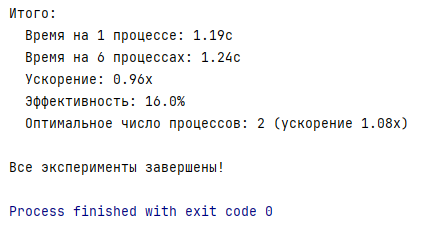 Итого:
Время на 1 процессе: 1.19с
Время на 6 процессах: 1.24с
Ускорение: 0.96x
Эффективность: 16.0%
Оптимальное число процессов: 2 (ускорение 1.08x)
Все эксперименты завершены!
Process finished with exit code 0